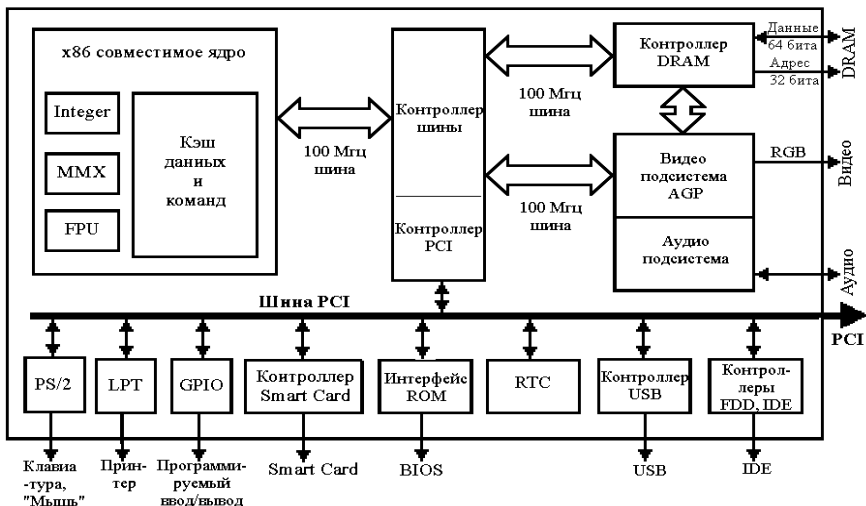 x86 совместимое ядро
Integer
MMX
FPU
Кэш
данных
и
команд
100 Мгц
шина
Контроллер
шины
Контроллер
PCI
100 Мгц
шина
100 Мгц
шина
Контроллер
DRAM
Данные
64 бита
Адрес
32 бита
DRAM
Видео
подсистема
AGP
RGB
Видео
Аудио
подсистема
Аудио
Шина PCI
PCI
PS/2
LPT
GPIO
Контроллер
Smart Card
Интерфейс
ROM
RTC
Контроллер
USB
Контрол-
леры
FDD, IDE
Клавиа
-тура,
"Мышь"
Прин-
тер
Программи-
руемый
ввод/вывод
Smart Card
BIOS
USB
IDE